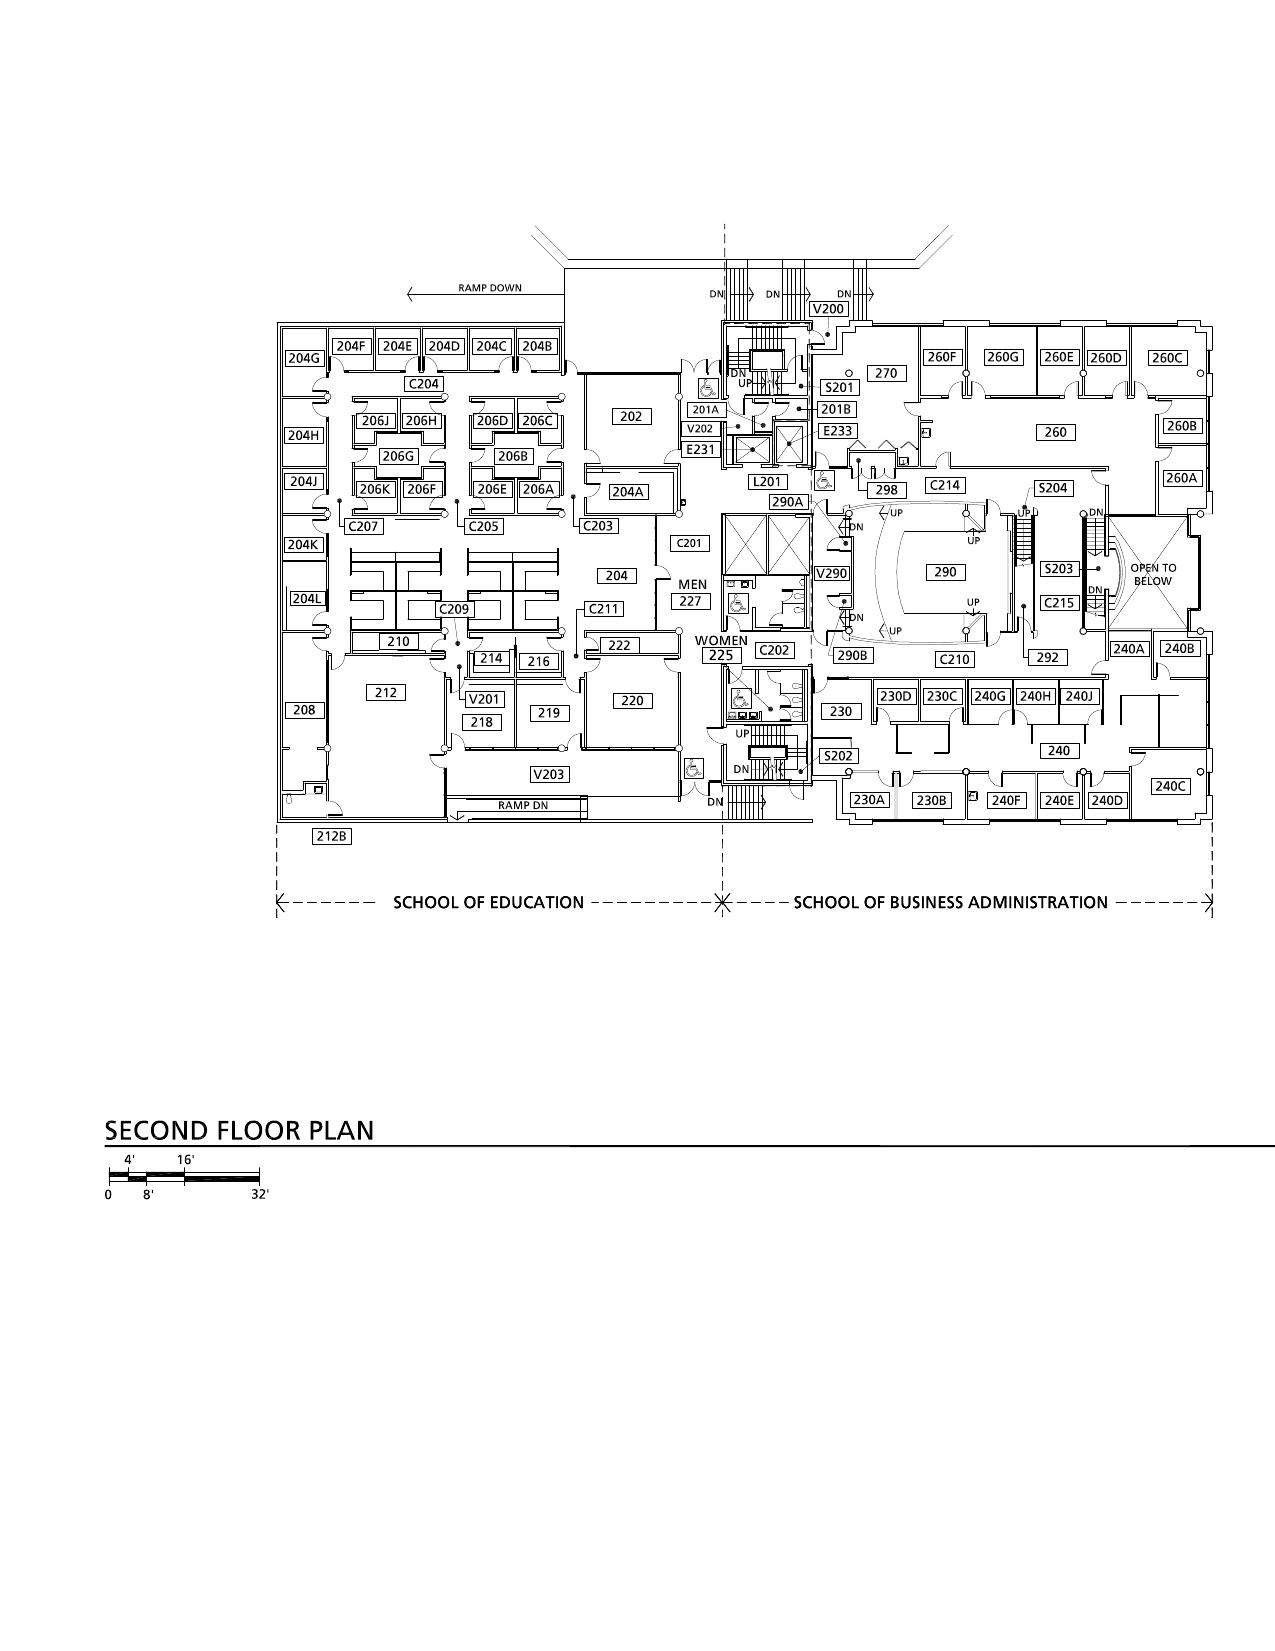 RAMP DOWN
DN DN DN
V200
204G 204F 204E 204D 204C 204B
C204
DN
UP
S201
270
260F 260G 260E 260D 260C
206J 206H 206D 206C
202
201A 201B
V202
E233
E231
260
260B
204H
206G 206B
204J
206K 206F 206E 206A
204A
L201
290A
298
C214
S204
260A
C207 C205 C203
UP
DN
UP
UP
DN
204K
C201
204
V290
290
S203
C215
OPEN TO
BELOW
DN
MEN
227
204L
C209
C211
UP
DN
UP
210
222
WOMEN
225
C202
290B
C210
292
240A 240B
214 216
212
V201
218
219
220
208
230
230D 230C 240G 240H 240J
UP
S202
240
DN
V203
RAMP DN
DN
230A 230B 240F 240E 240D
240C
212B
SCHOOL OF EDUCATION
SCHOOL OF BUSINESS ADMINISTRATION
SECOND FLOOR PLAN
4' 16'
0 8' 32'